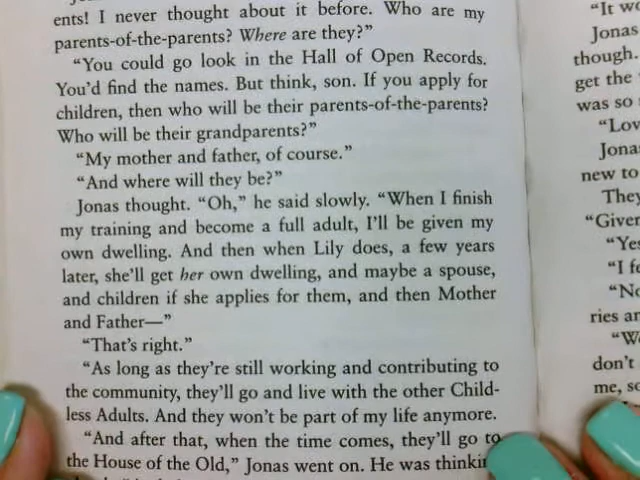 ents! I never thought about it before. Who are my
parents-of-the-parents? Where are they?”
“You could go look in the Hall of Open Records.
You’d find the names. But think, son. If you apply for
children, then who will be their parents-of-the-parents?
Who will be their grandparents?”
“My mother and father, of course.”
“And where will they be?”
Jonas thought. “Oh,” he said slowly. “When I finish
my training and become a full adult, I’ll be given my
own dwelling. And then when Lily does, a few years
later, she’ll get her own dwelling, and maybe a spouse,
and children if she applies for them, and then Mother
and Father—”
“That’s right.”
“As long as they’re still working and contributing to
the community, they’ll go and live with the other Child-
less Adults. And they won’t be part of my life anymore.
“And after that, when the time comes, they’ll go to
the House of the Old,” Jonas went on. He was
“It
Jonas
though.
get the
was so
new to
They
“Giver
“I
ries
don’t
me,